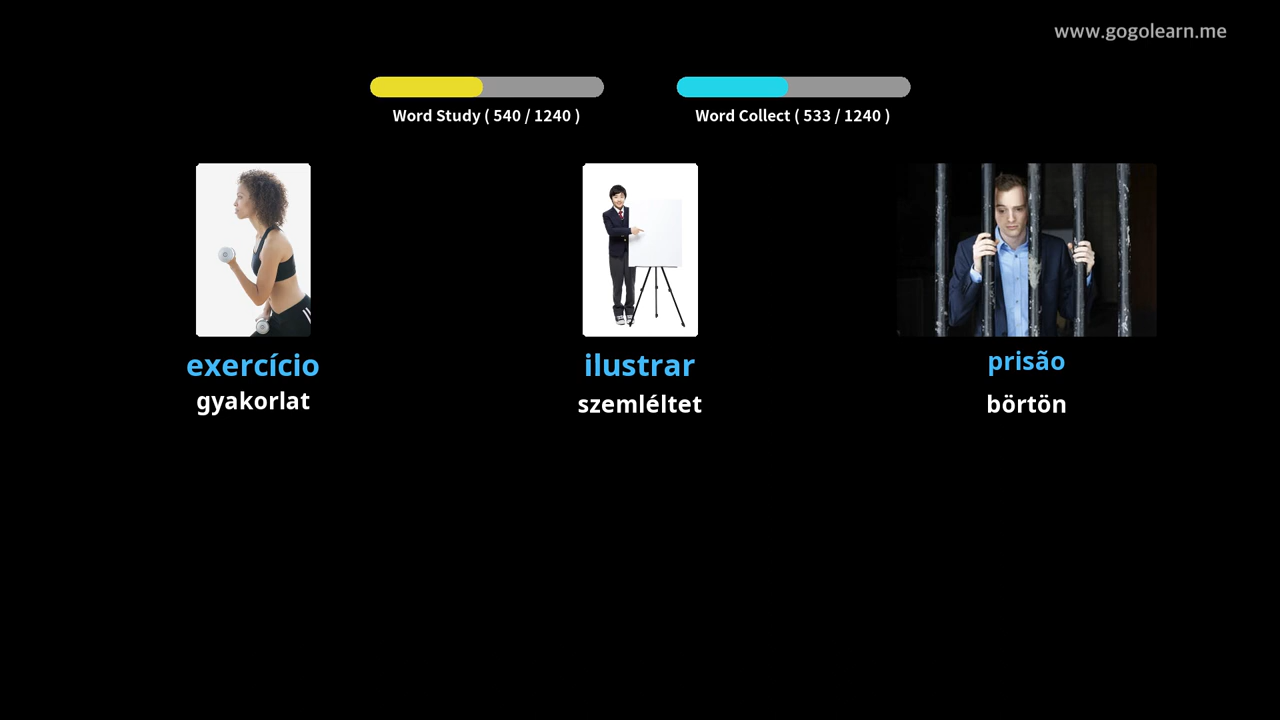 www.gogolearn.me
Word Study ( 540 / 1240 )
Word Collect ( 533 / 1240 )
exercício
gyakorlat
ilustrar
szemléltet
prisão
börtön